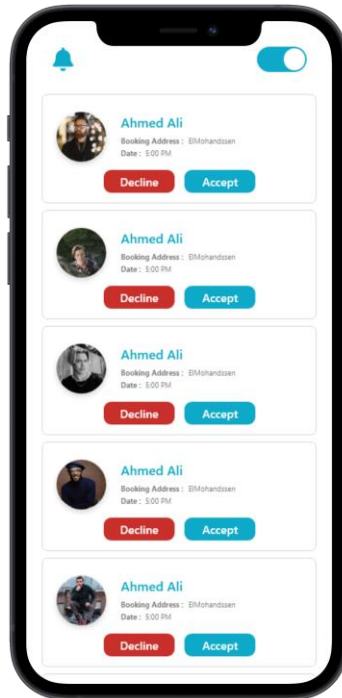 Ahmed Ali
Booking Address : ElMohandssen
Date : 5:00 PM
Decline Accept
Ahmed Ali
Booking Address : ElMohandssen
Date : 5:00 PM
Decline Accept
Ahmed Ali
Booking Address : ElMohandssen
Date : 5:00 PM
Decline Accept
Ahmed Ali
Booking Address : ElMohandssen
Date : 5:00 PM
Decline Accept
Ahmed Ali
Booking Address : ElMohandssen
Date : 5:00 PM
Decline Accept